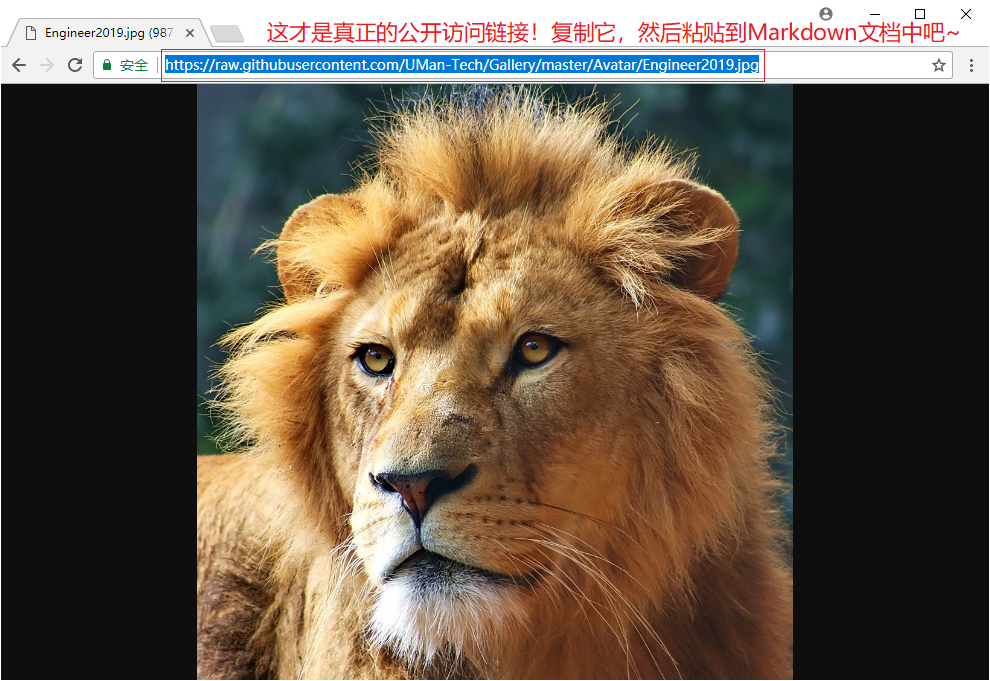 Engineer2019.jpg (987
这才是真正的公开访问链接！复制它，然后粘贴到Markdown文档中吧~
安全
https://raw.githubusercontent.com/UMan-Tech/Gallery/master/Avatar/Engineer2019.jpg